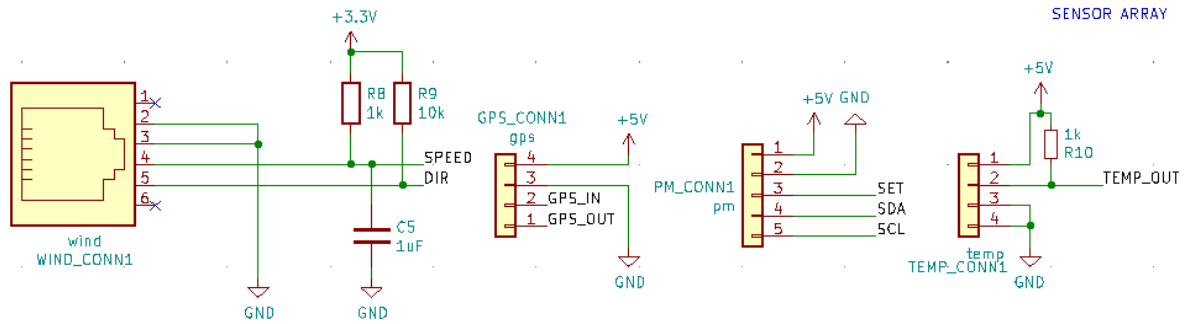 SENSOR ARRAY
+3.3V
R8
1k
R9
10k
1
2
3
4
5
6
SPEED
DIR
C5
1uF
wind
WIND_CONN1
GND
GND
GPS_CONN1
gps
+5V
4
3
2
1
GPS_IN
GPS_OUT
GND
+5V
GND
PM_CONN1
pm
1
2
3
4
5
SET
SDA
SCL
+5V
1k
R10
1
2
3
4
TEMP_OUT
temp
TEMP_CONN1
GND